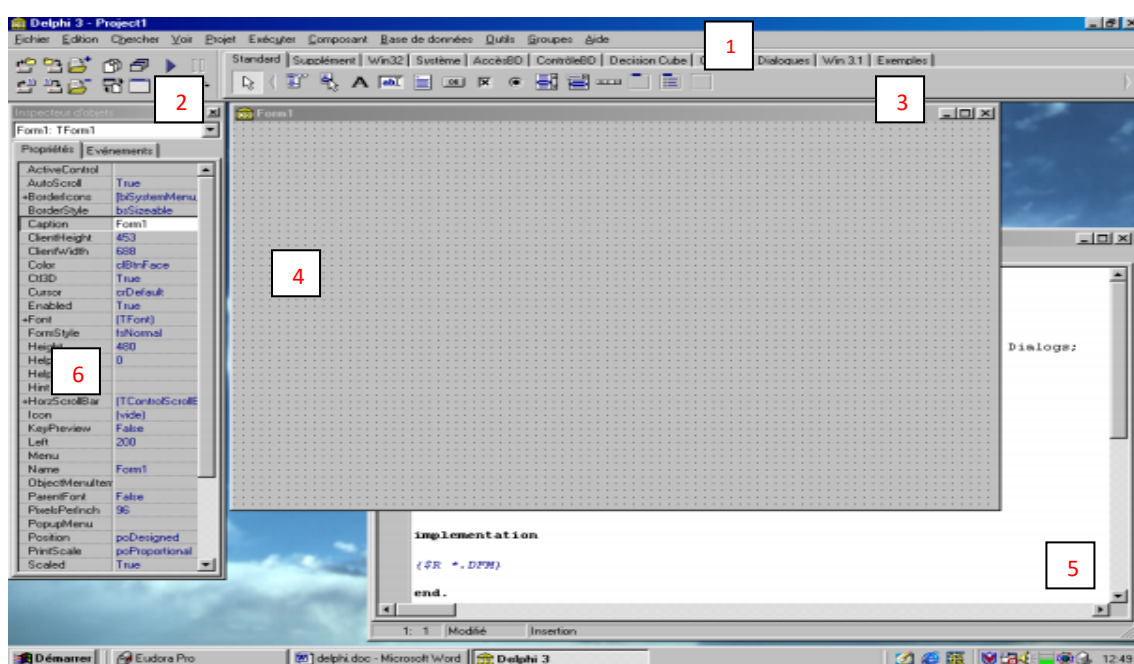 Delphi 3 - Project1
Fichier Edition Chercher Voir Projet Exécuter Composant Base de données Outils Groupes Aide
1
Standard Supplément Win32 Système AccèsBD ContrôleBD Decision Cube Dialogues Win 3.1 Exemples
2
3
Inspecteur d'objets
Form1: TForm1
Propriétés Evénements
ActiveControl
AutoScroll True
+BorderIcons [biSystemMenu,
BorderStyle bsSizeable
Caption Form1
ClientHeight 453
ClientWidth 688
Color clBtnFace
Ctl3D True
Cursor crDefault
Enabled True
+Font (TFont)
FormStyle fsNormal
Height 480
Help 0
Help
Hint
+HorzScrollBar (TControlScrollB
Icon (vide)
KeyPreview False
Left 200
Menu
Name Form1
ObjectMenuItem
ParentFont False
PixelsPerInch 96
PopupMenu
Position poDesigned
PrintScale poProportional
Scaled True
6
Form1
4
Dialogs;
implementation
{$R *.DFM}
end.
5
1: 1 Modifié Insertion
Démarrer Eudora Pro delphi.doc - Microsoft Word Delphi 3 12:49